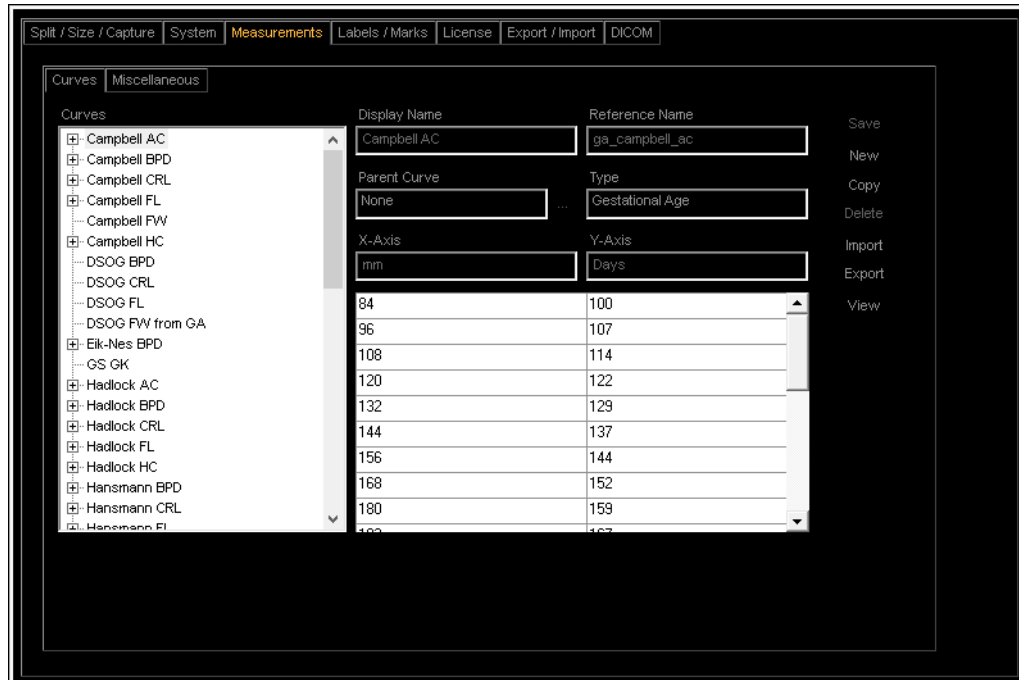 Split / Size / Capture System Measurements Labels / Marks License Export / Import DICOM
Curves Miscellaneous
Curves
Campbell AC
Campbell BPD
Campbell CRL
Campbell FL
Campbell FW
Campbell HC
DSOG BPD
DSOG CRL
DSOG FL
DSOG FW from GA
Eik-Nes BPD
GS GK
Hadlock AC
Hadlock BPD
Hadlock CRL
Hadlock FL
Hadlock HC
Hansmann BPD
Hansmann CRL
Hansmann FL
Display Name Reference Name
Campbell AC ga_campbell_ac
Parent Curve Type
None ... Gestational Age
X-Axis Y-Axis
mm Days
84 100
96 107
108 114
120 122
132 129
144 137
156 144
168 152
180 159
192 167
Save
New
Copy
Delete
Import
Export
View